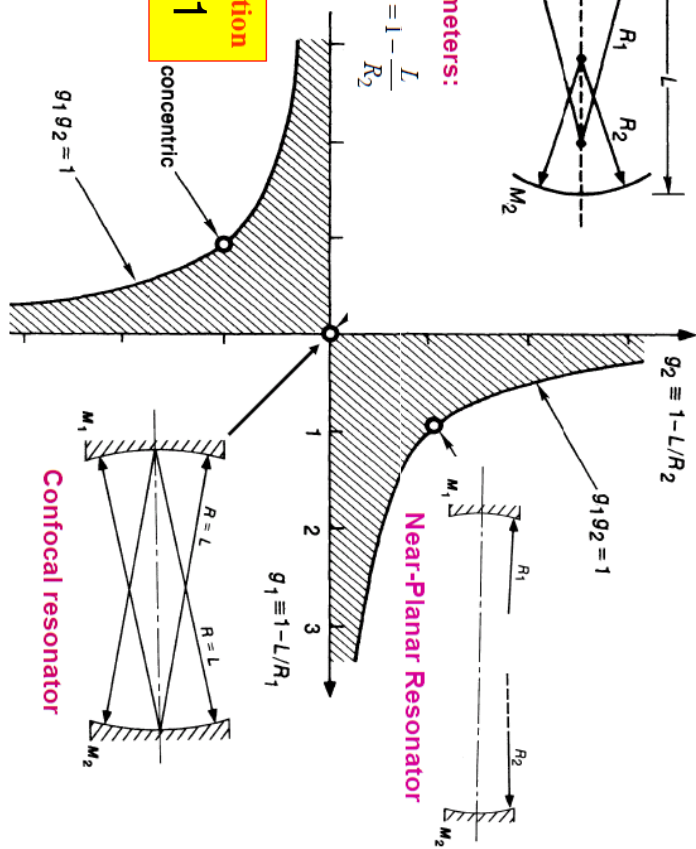 L
R₁
R₂
M₂
meters:
= 1 - L/R₂
tion
1
g₂ ≡ 1-L/R₂
g₁g₂ = 1
Near-Planar Resonator
M₁
R₁
R₂
M₂
1
2
3
g₁ ≡ 1-L/R₁
concentric
g₁g₂ = 1
M₁
R = L
R = L
M₂
Confocal resonator